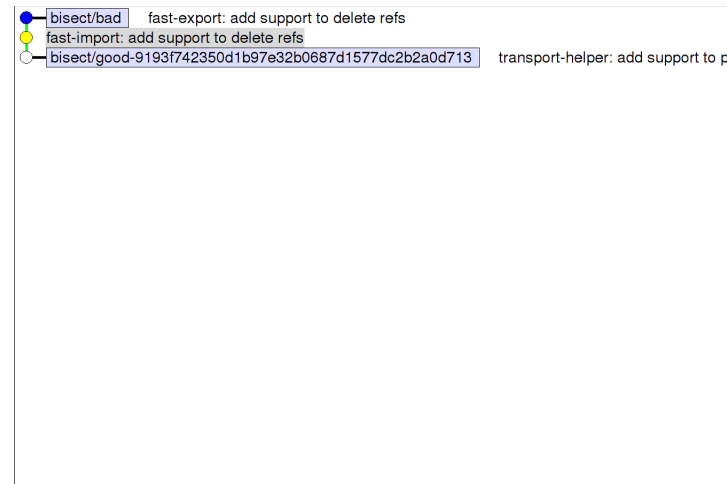 bisect/bad fast-export: add support to delete refs
fast-import: add support to delete refs
bisect/good-9193f742350d1b97e32b0687d1577dc2b2a0d713 transport-helper: add support to p